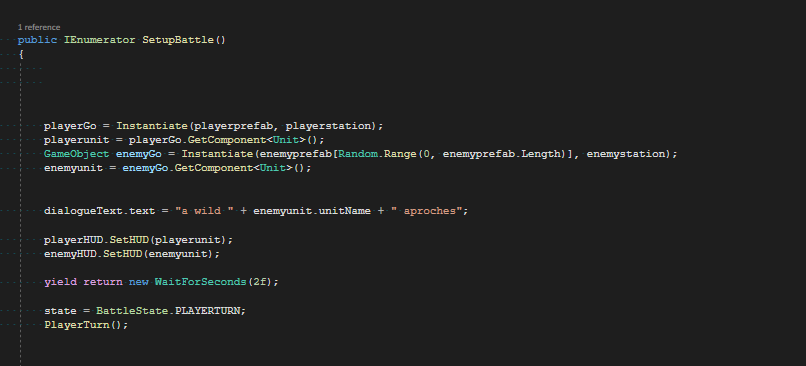 1 reference
public IEnumerator SetupBattle()
{
playerGo = Instantiate(playerprefab, playerstation);
playerunit = playerGo.GetComponent<Unit>();
GameObject enemyGo = Instantiate(enemyprefab[Random.Range(0, enemyprefab.Length)], enemystation);
enemyunit = enemyGo.GetComponent<Unit>();
dialogueText.text = "a wild " + enemyunit.unitName + " aproches";
playerHUD.SetHUD(playerunit);
enemyHUD.SetHUD(enemyunit);
yield return new WaitForSeconds(2f);
state = BattleState.PLAYERTURN;
PlayerTurn();